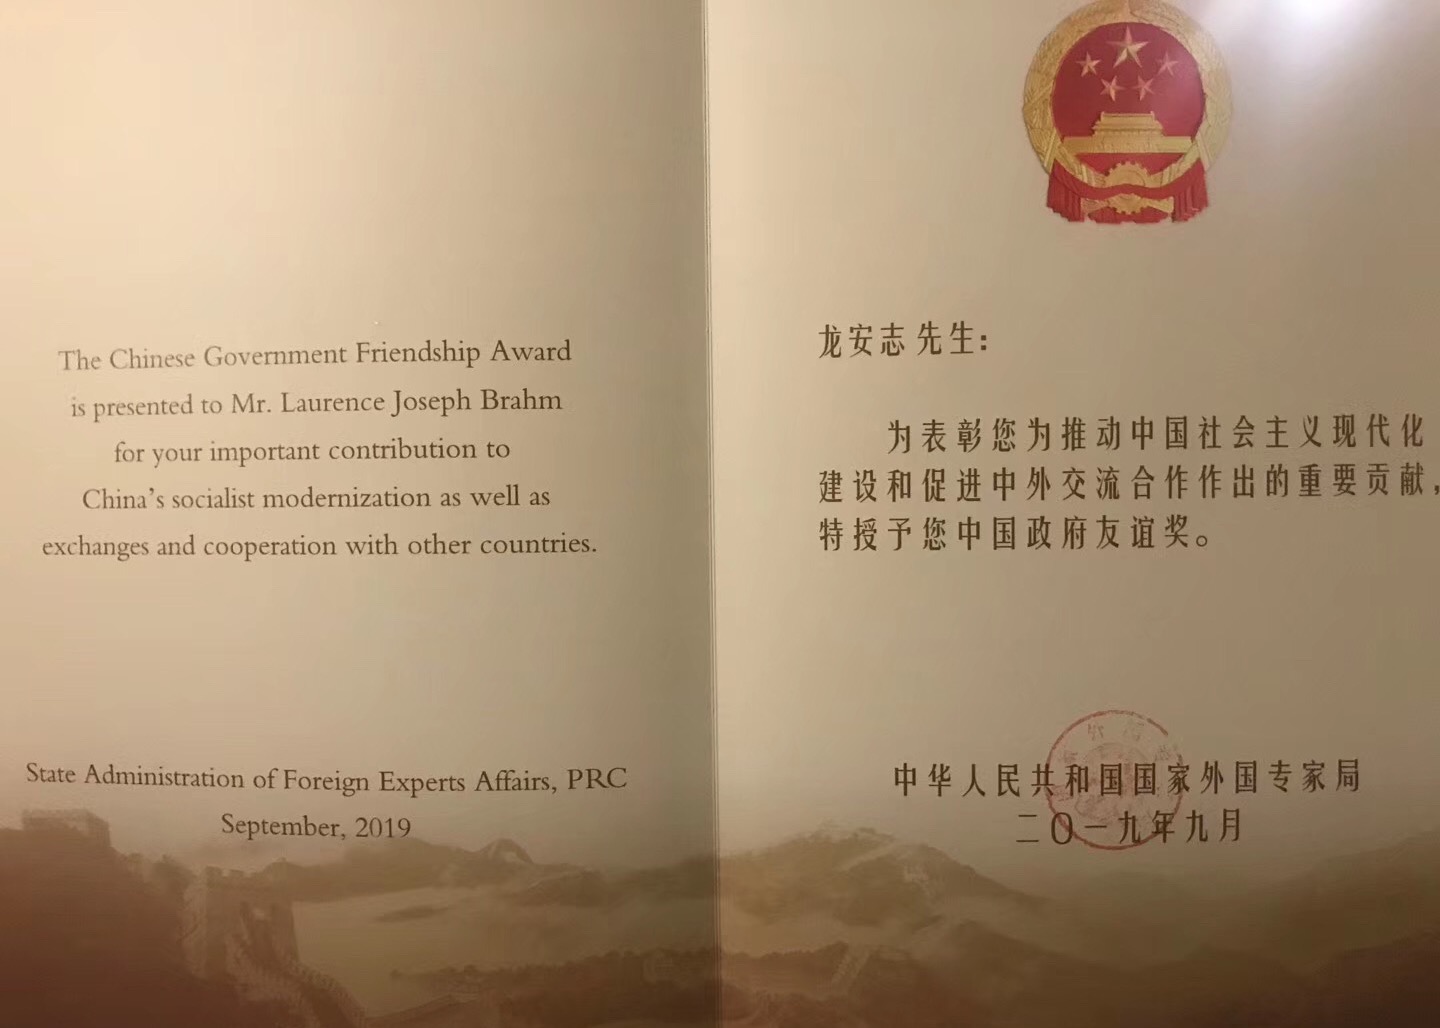 The Chinese Government Friendship Award
is presented to Mr. Laurence Joseph Brahm
for your important contribution to
China's socialist modernization as well as
exchanges and cooperation with other countries.
State Administration of Foreign Experts Affairs, PRC
September, 2019
龙安志 先生:
为表彰您为推动中国社会主义现代化
建设和促进中外交流合作作出的重要贡献,
特授予您中国政府友谊奖。
中华人民共和国国家外国专家局
二〇一九年九月